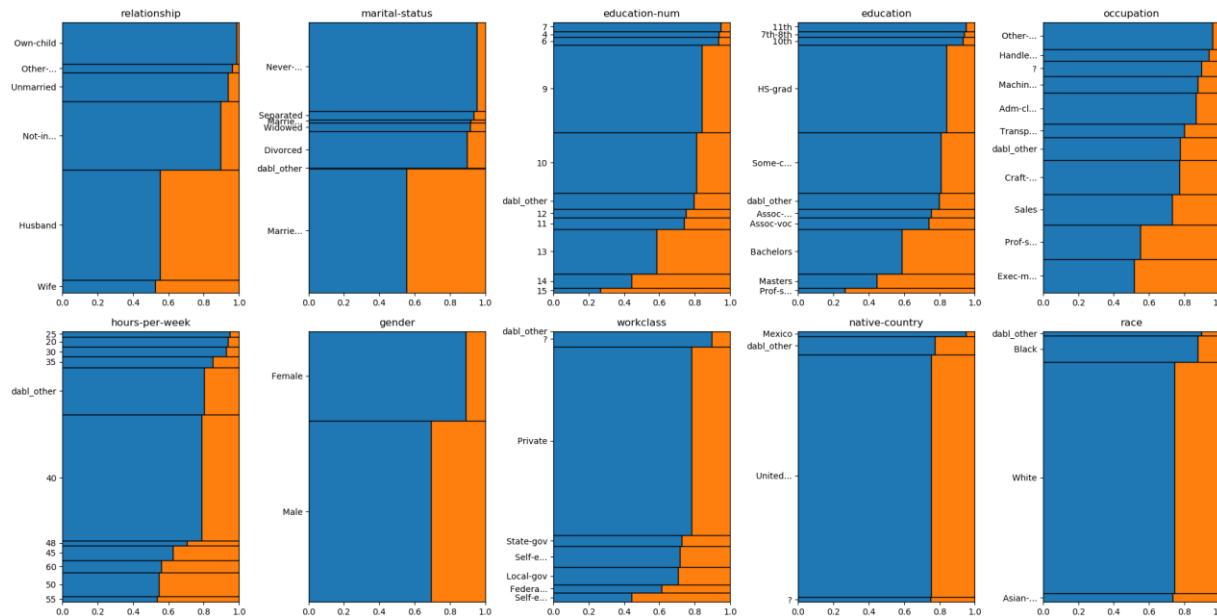 relationship
Own-child
Other-...
Unmarried
Not-in...
Husband
Wife
0.0 0.2 0.4 0.6 0.8 1.0
marital-status
Never-...
Separated
Marrie...
Widowed
Divorced
dabl_other
Marrie...
0.0 0.2 0.4 0.6 0.8 1.0
education-num
7
4
6
9
10
dabl_other
12
11
13
14
15
0.0 0.2 0.4 0.6 0.8 1.0
education
11th
7th-8th
10th
HS-grad
Some-c...
dabl_other
Assoc-...
Assoc-voc
Bachelors
Masters
Prof-s...
0.0 0.2 0.4 0.6 0.8 1.0
occupation
Other-...
Handle...
?
Machin...
Adm-cl...
Transp...
dabl_other
Craft-...
Sales
Prof-s...
Exec-m...
0.0 0.2 0.4 0.6 0.8 1.0
hours-per-week
25
20
30
35
dabl_other
40
48
45
60
50
55
0.0 0.2 0.4 0.6 0.8 1.0
gender
Female
Male
0.0 0.2 0.4 0.6 0.8 1.0
workclass
dabl_other
?
Private
State-gov
Self-e...
Local-gov
Federa...
Self-e...
0.0 0.2 0.4 0.6 0.8 1.0
native-country
Mexico
dabl_other
United...
?
0.0 0.2 0.4 0.6 0.8 1.0
race
dabl_other
Black
White
Asian-...
0.0 0.2 0.4 0.6 0.8 1.0